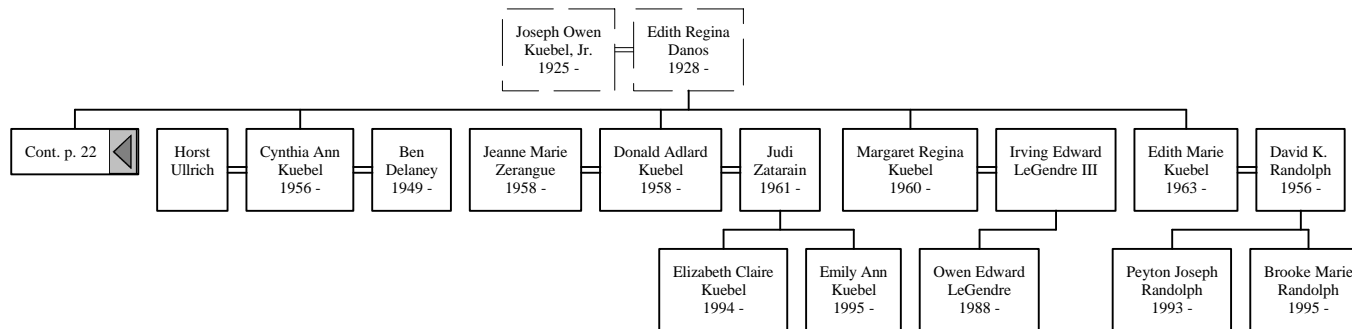 Joseph Owen
Kuebel, Jr.
1925 -
Edith Regina
Danos
1928 -
Cont. p. 22
Horst
Ullrich
Cynthia Ann
Kuebel
1956 -
Ben
Delaney
1949 -
Jeanne Marie
Zerangue
1958 -
Donald Adlard
Kuebel
1958 -
Judi
Zatarain
1961 -
Margaret Regina
Kuebel
1960 -
Irving Edward
LeGendre III
Edith Marie
Kuebel
1963 -
David K.
Randolph
1956 -
Elizabeth Claire
Kuebel
1994 -
Emily Ann
Kuebel
1995 -
Owen Edward
LeGendre
1988 -
Peyton Joseph
Randolph
1993 -
Brooke Marie
Randolph
1995 -